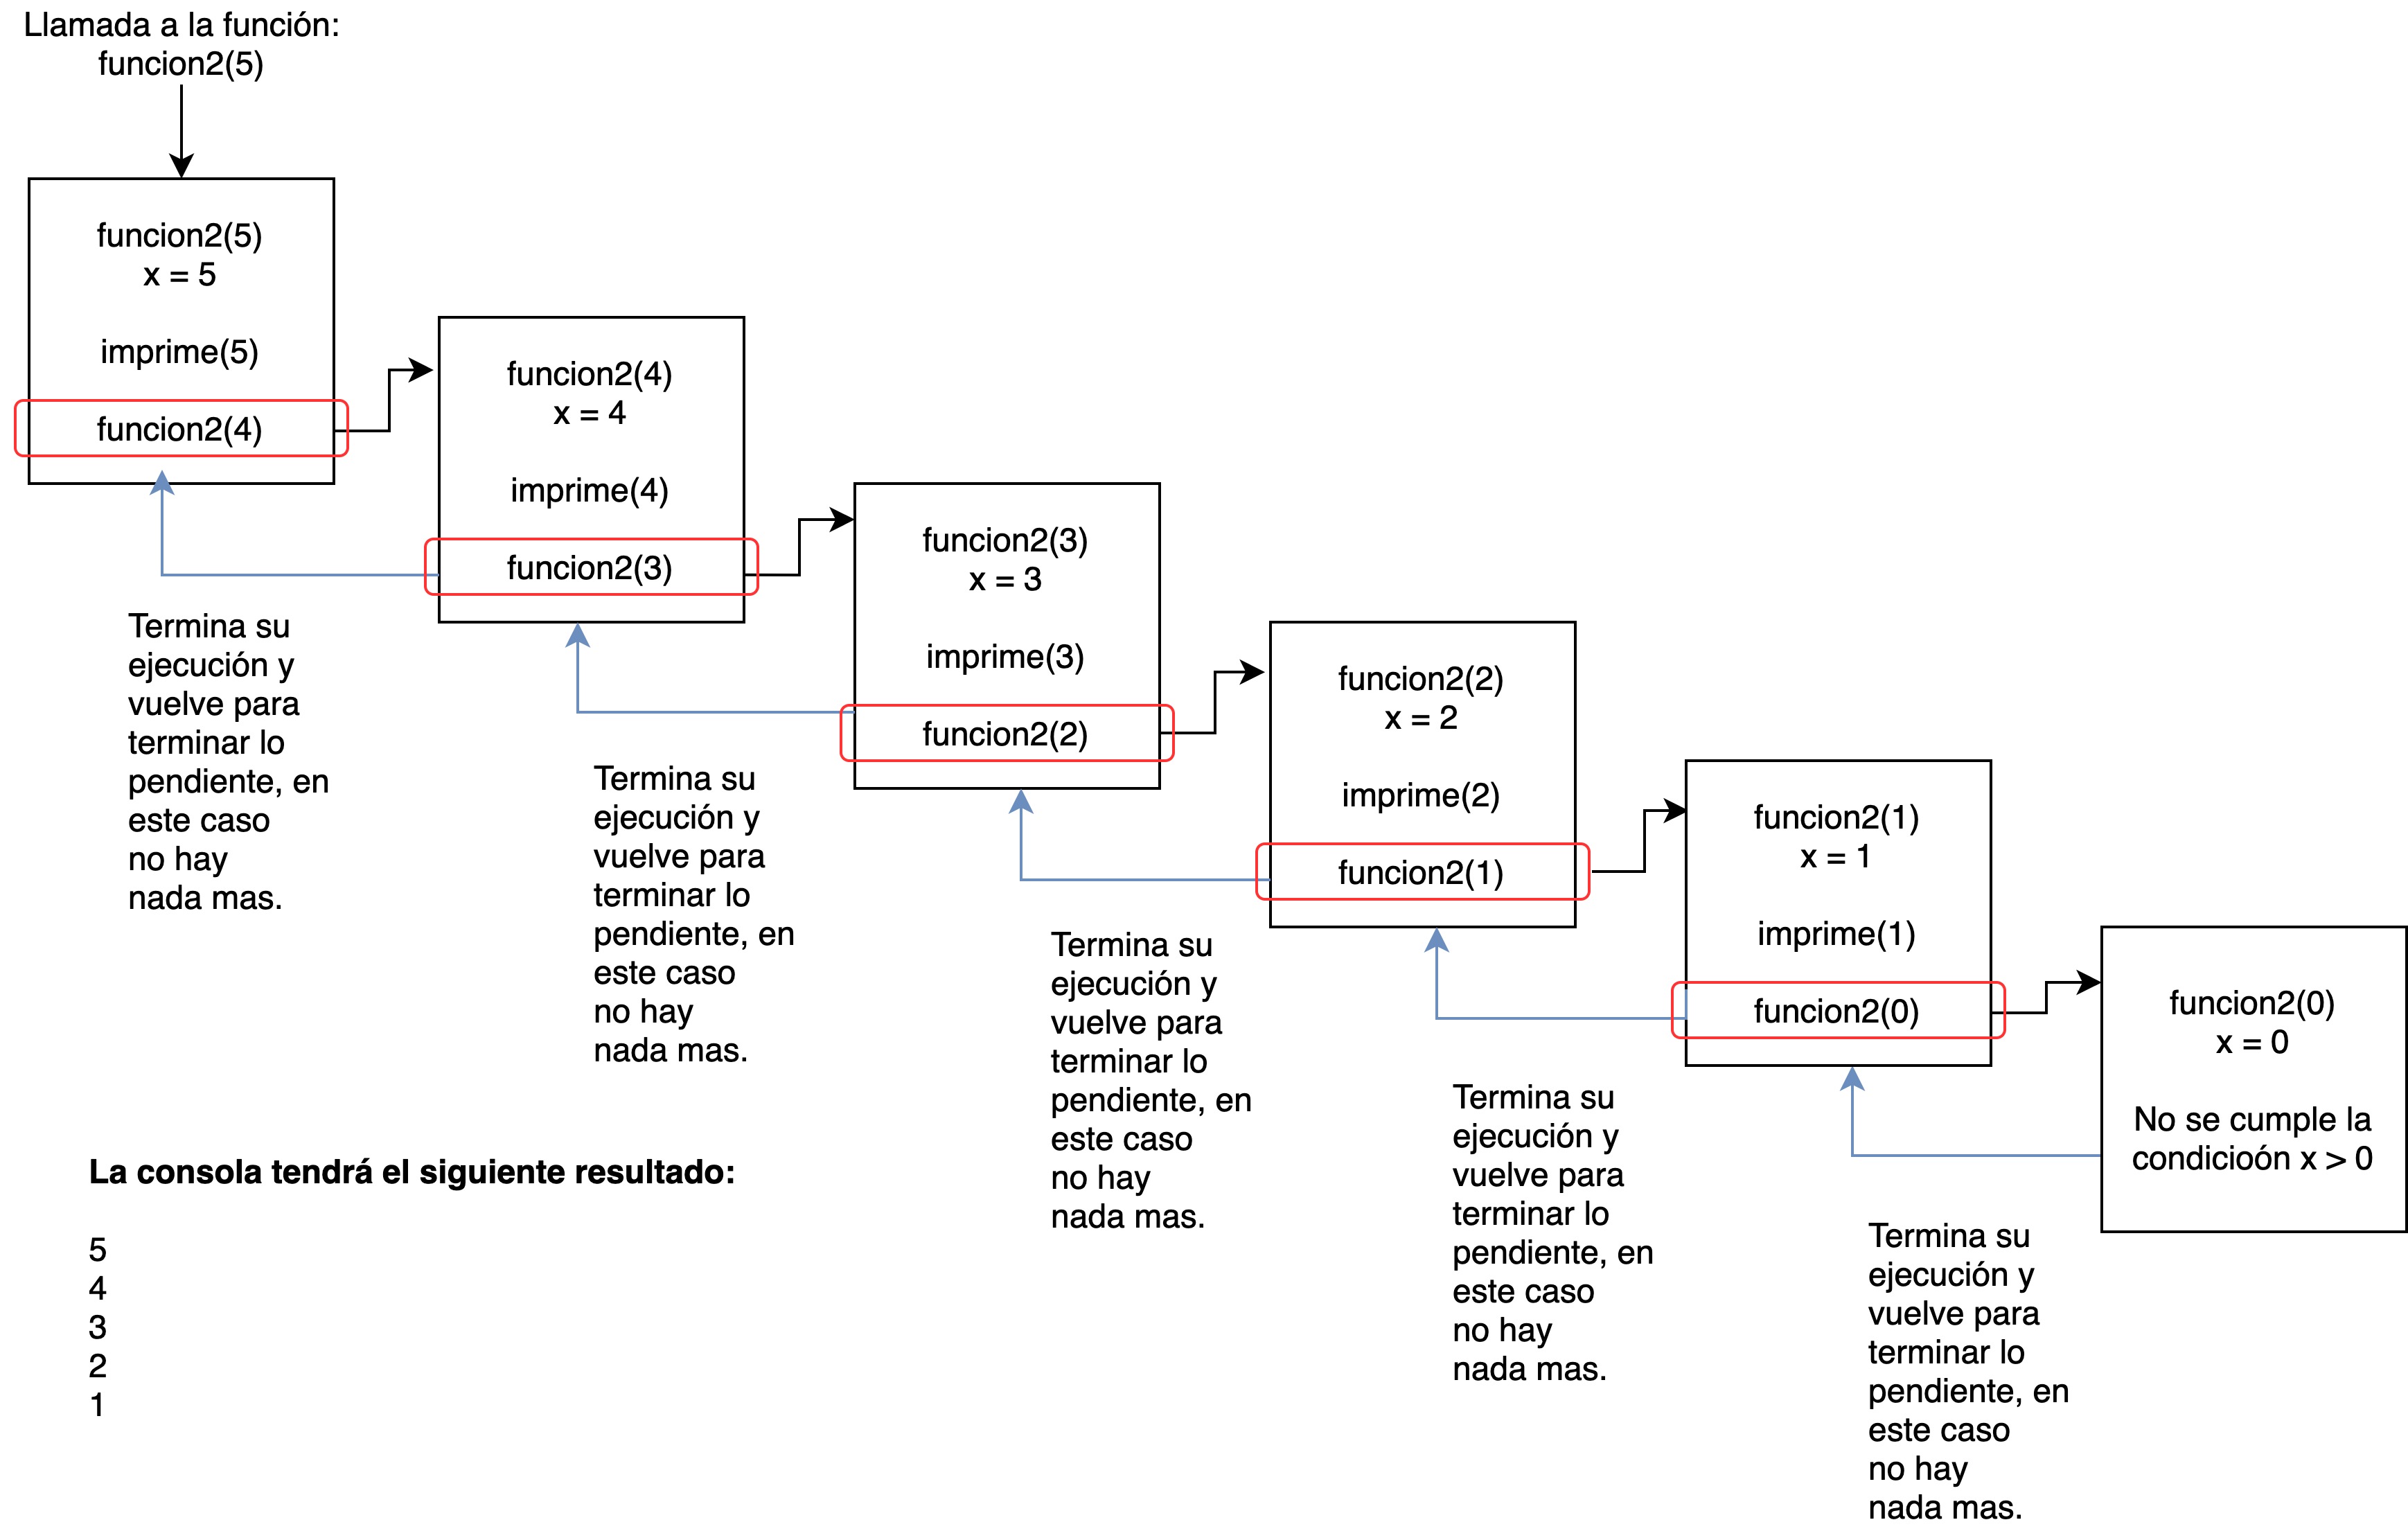 Llamada a la función:
funcion2(5)
funcion2(5)
x = 5
imprime(5)
funcion2(4)
funcion2(4)
x = 4
imprime(4)
funcion2(3)
funcion2(3)
x = 3
imprime(3)
funcion2(2)
funcion2(2)
x = 2
imprime(2)
funcion2(1)
funcion2(1)
x = 1
imprime(1)
funcion2(0)
funcion2(0)
x = 0
No se cumple la
condicioón x > 0
Termina su
ejecución y
vuelve para
terminar lo
pendiente, en
este caso
no hay
nada mas.
Termina su
ejecución y
vuelve para
terminar lo
pendiente, en
este caso
no hay
nada mas.
Termina su
ejecución y
vuelve para
terminar lo
pendiente, en
este caso
no hay
nada mas.
Termina su
ejecución y
vuelve para
terminar lo
pendiente, en
este caso
no hay
nada mas.
Termina su
ejecución y
vuelve para
terminar lo
pendiente, en
este caso
no hay
nada mas.
La consola tendrá el siguiente resultado:
5
4
3
2
1